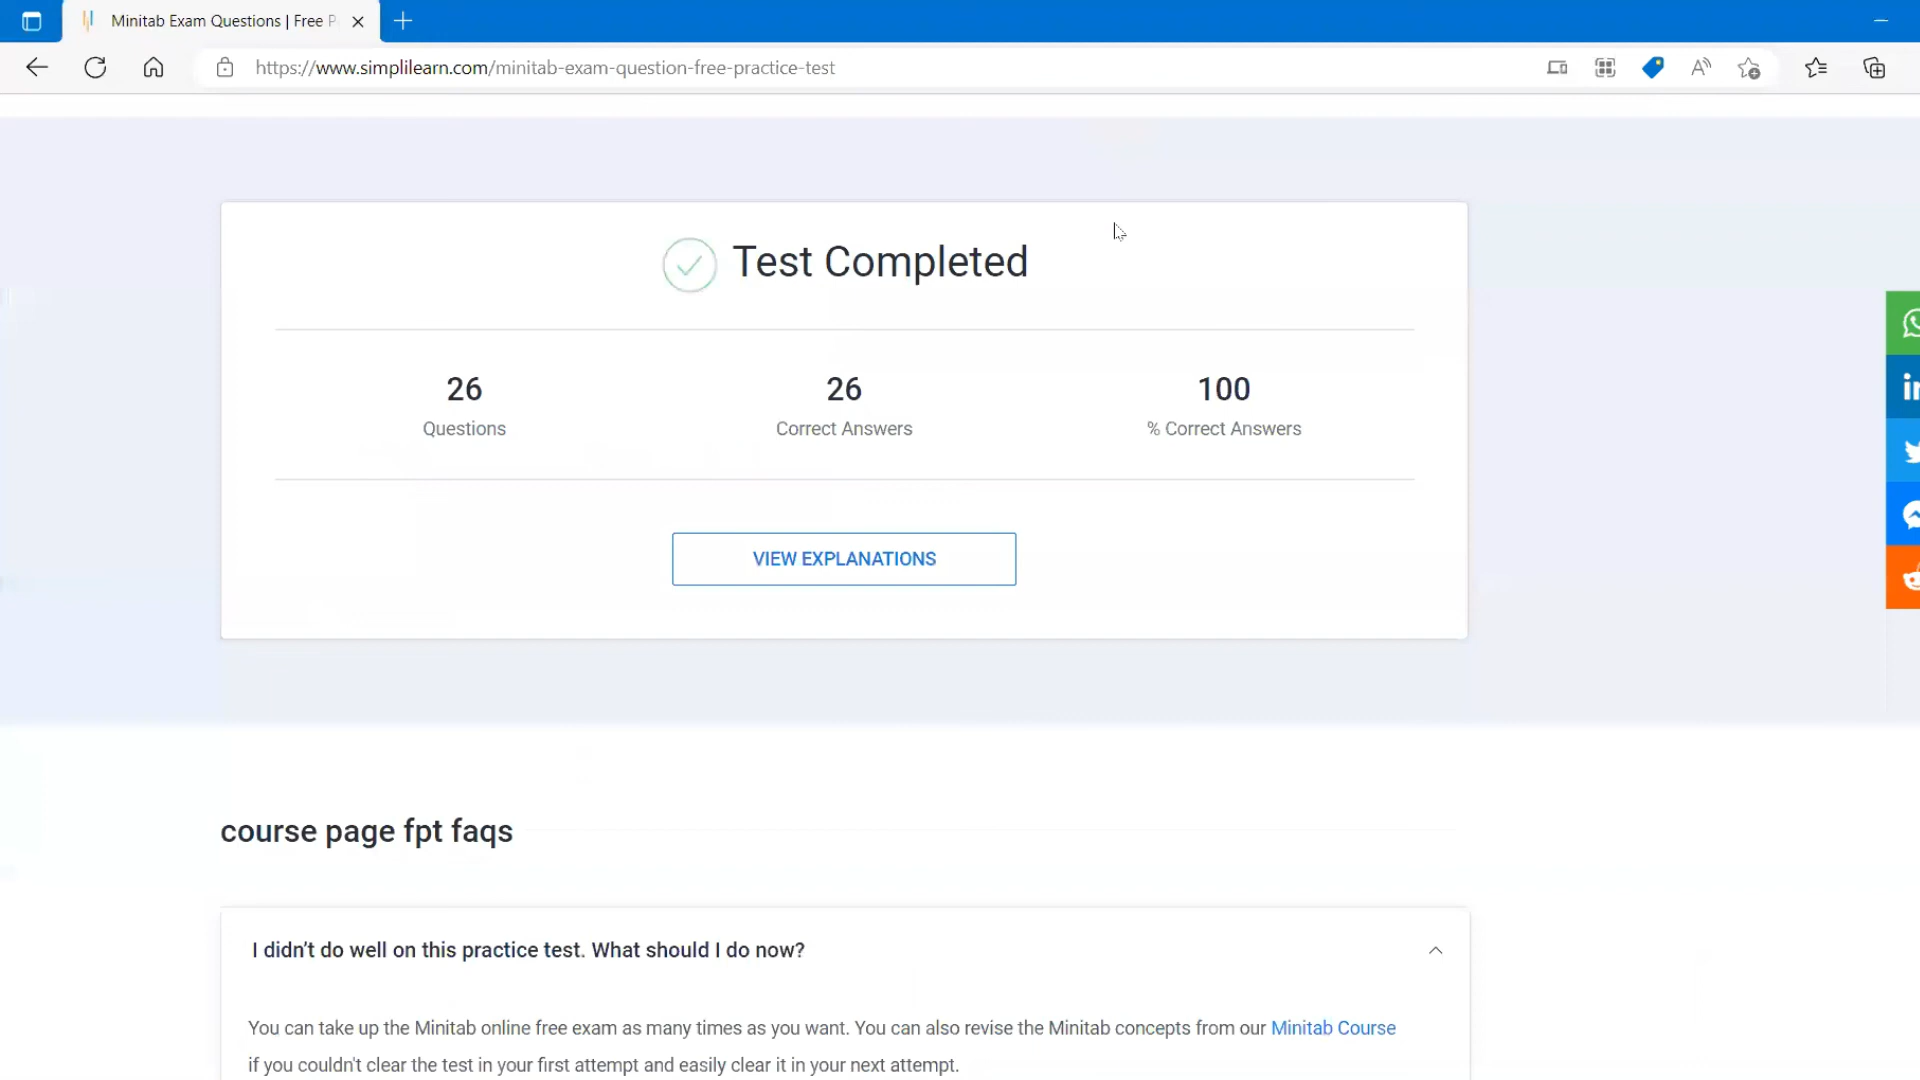 Minitab Exam Questions | Free P
https://www.simplilearn.com/minitab-exam-question-free-practice-test
Test Completed
26
Questions
26
Correct Answers
100
% Correct Answers
VIEW EXPLANATIONS
course page fpt faqs
I didn't do well on this practice test. What should I do now?
You can take up the Minitab online free exam as many times as you want. You can also revise the Minitab concepts from our Minitab Course
if you couldn't clear the test in your first attempt and easily clear it in your next attempt.